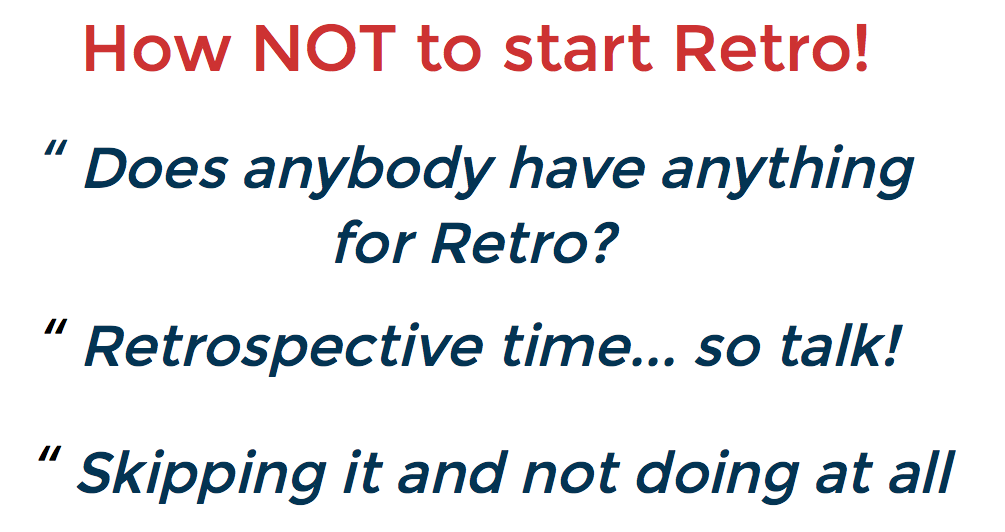 How NOT to start Retro!
“ Does anybody have anything
for Retro?
“ Retrospective time... so talk!
“ Skipping it and not doing at all